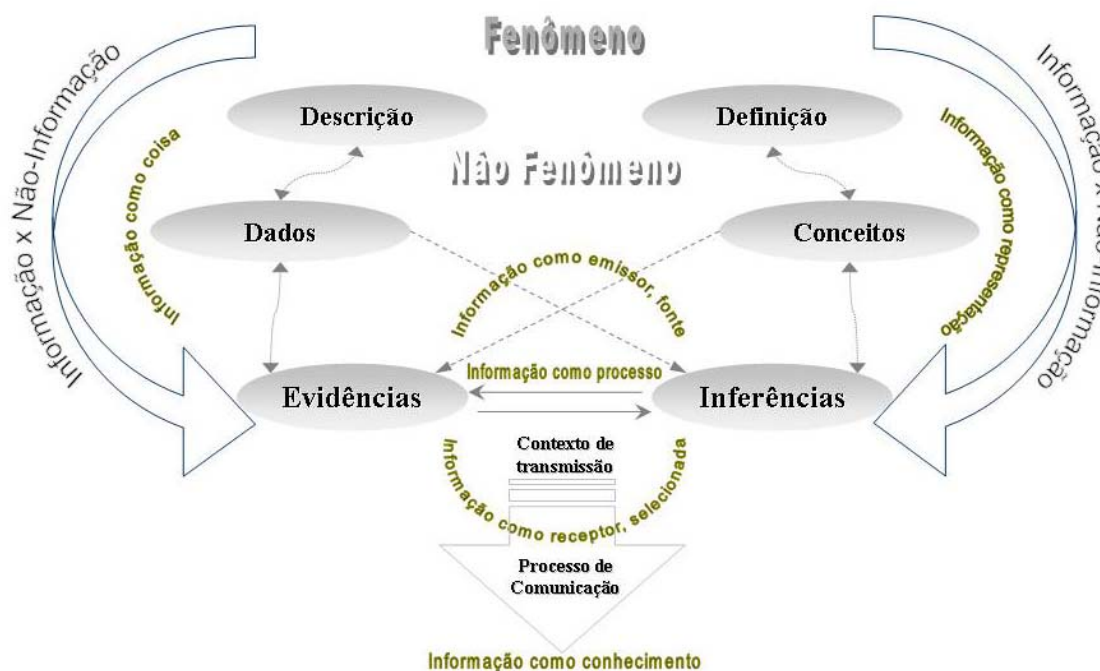 Fenômeno
Informação x Não-Informação
Informação x Não Informação
Descrição
Definição
Informação como coisa
Informação como representação
Não Fenômeno
Dados
Conceitos
Informação como emissor, fonte
Informação como processo
Evidências
Inferências
Contexto de
transmissão
Informação como receptor, selecionada
Processo de
Comunicação
Informação como conhecimento